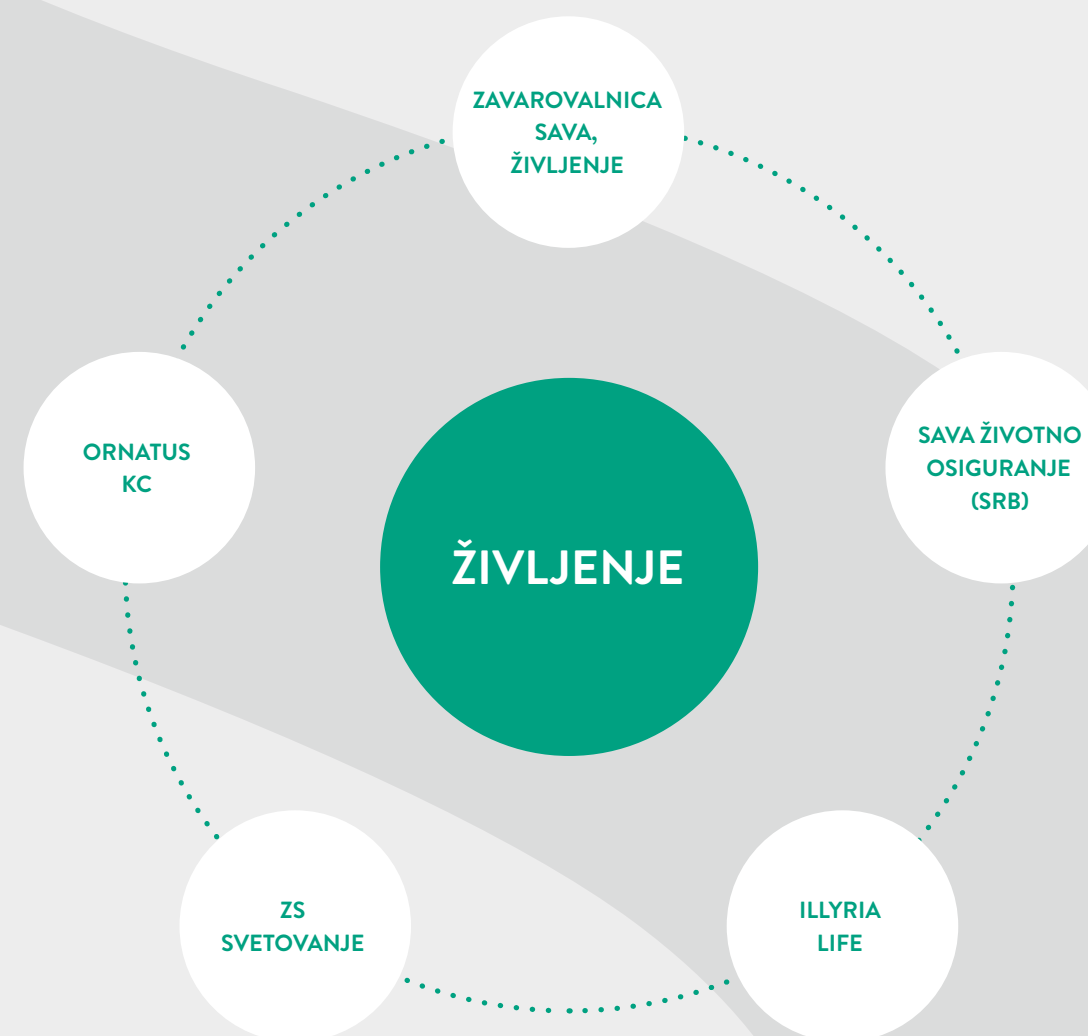 ZAVAROVALNICA
SAVA,
ŽIVLJENJE
ORNATUS
KC
SAVA ŽIVOTNO
OSIGURANJE
(SRB)
ŽIVLJENJE
ZS
SVETOVANJE
ILLYRIA
LIFE